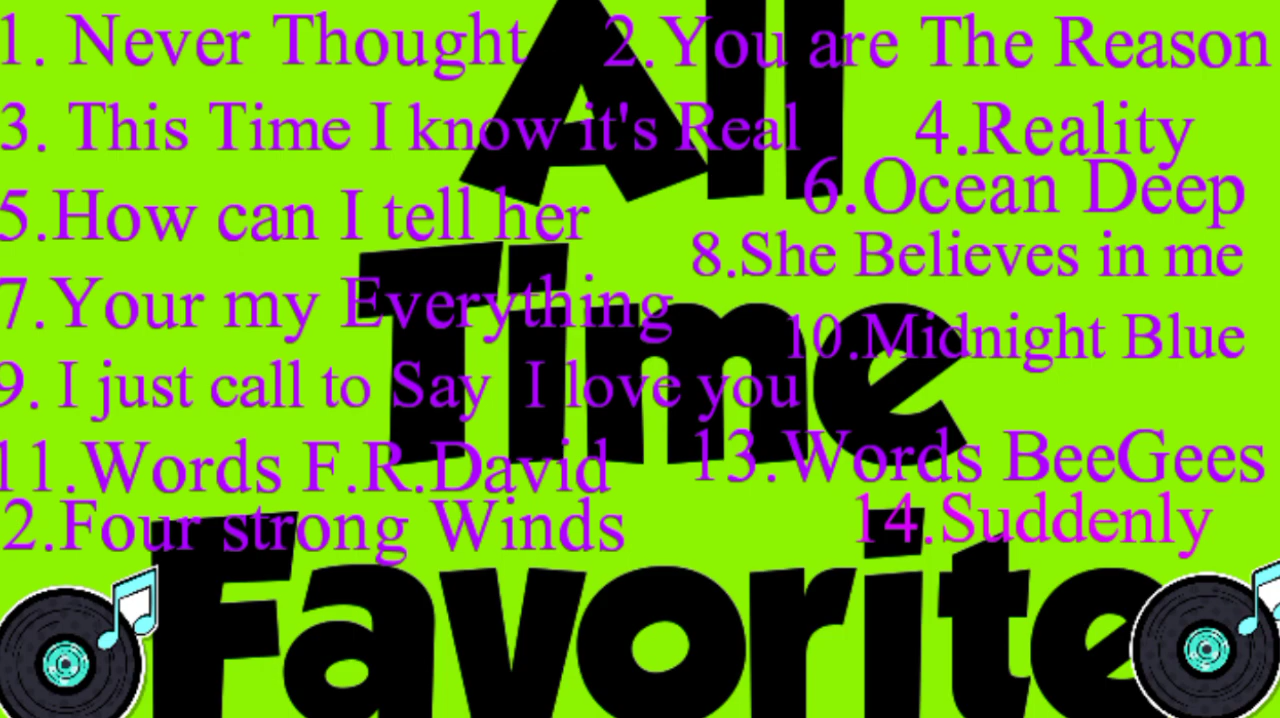 1. Never Thought
2.You are The Reason
3. This Time I know it's Real
4.Reality
5.How can I tell her
6.Ocean Deep
7.Your my Everything
8.She Believes in me
9. I just call to Say I love you
10.Midnight Blue
11.Words F.R.David
2.Four strong Winds
13.Words BeeGees
14.Suddenly
All
Time
Favorite